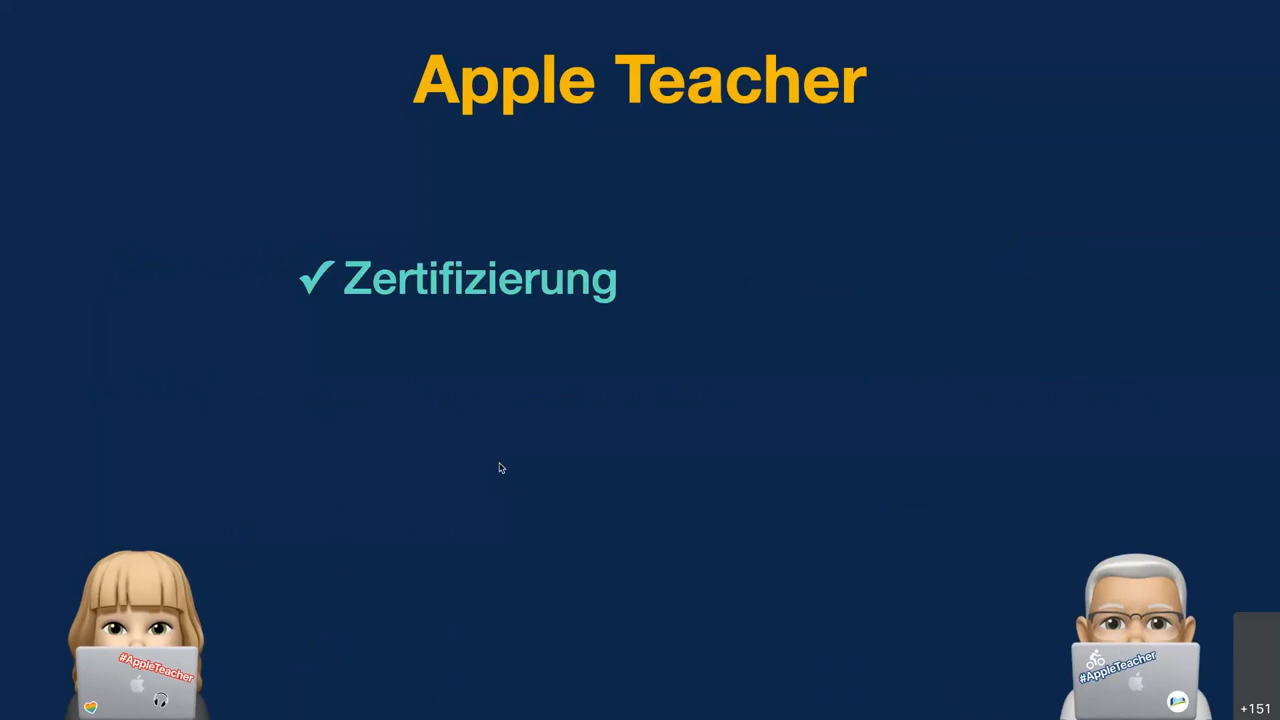 Apple Teacher
✓ Zertifizierung
#AppleTeacher
#AppleTeacher
+151